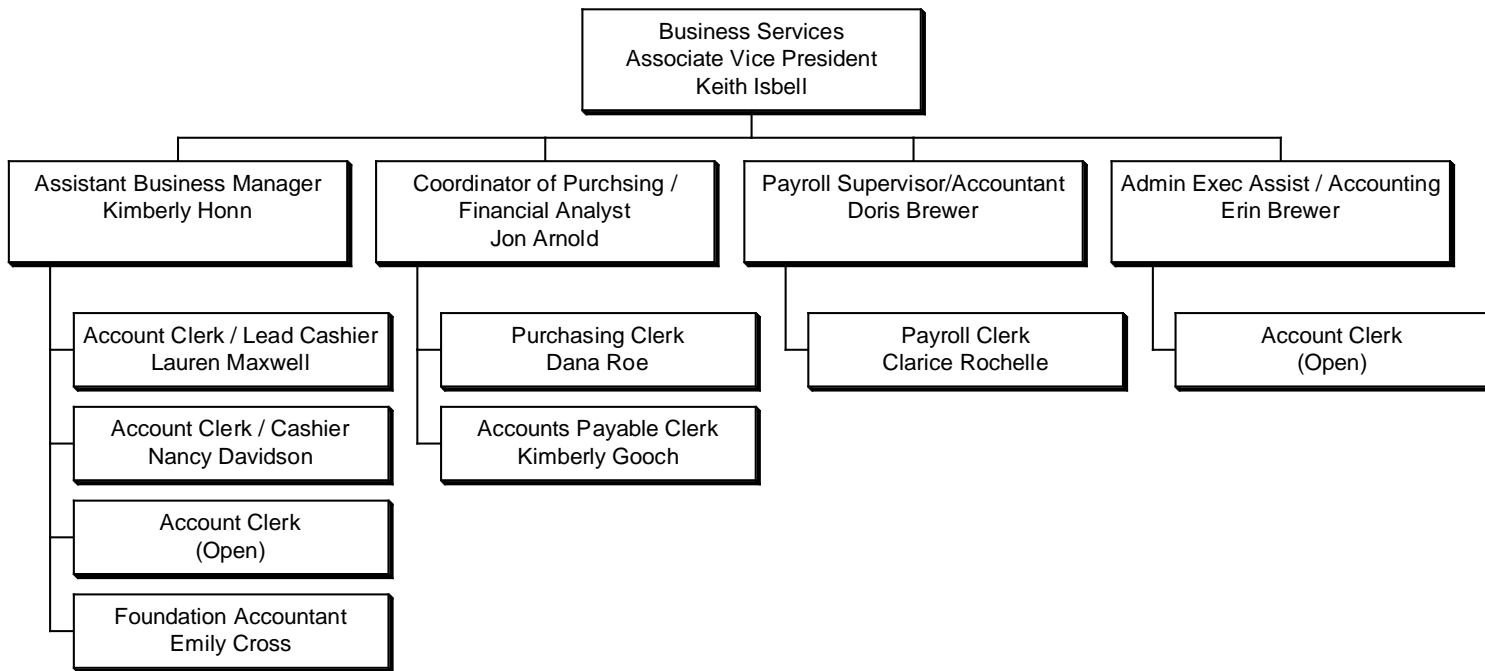 Business Services
Associate Vice President
Keith Isbell
Assistant Business Manager
Kimberly Honn
Coordinator of Purchsing /
Financial Analyst
Jon Arnold
Payroll Supervisor/Accountant
Doris Brewer
Admin Exec Assist / Accounting
Erin Brewer
Account Clerk / Lead Cashier
Lauren Maxwell
Account Clerk / Cashier
Nancy Davidson
Account Clerk
(Open)
Foundation Accountant
Emily Cross
Purchasing Clerk
Dana Roe
Accounts Payable Clerk
Kimberly Gooch
Payroll Clerk
Clarice Rochelle
Account Clerk
(Open)